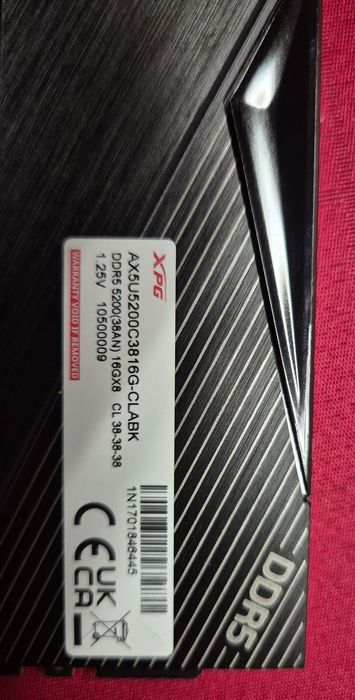 XPG
AX5U5200C3816G-CLABK
DDR5 5200(38AN) 16GX8 CL 38-38-38
1.25V 10500009
WARRANTY VOID IF REMOVED
1N1701846445
CE UK
CA
DDR5